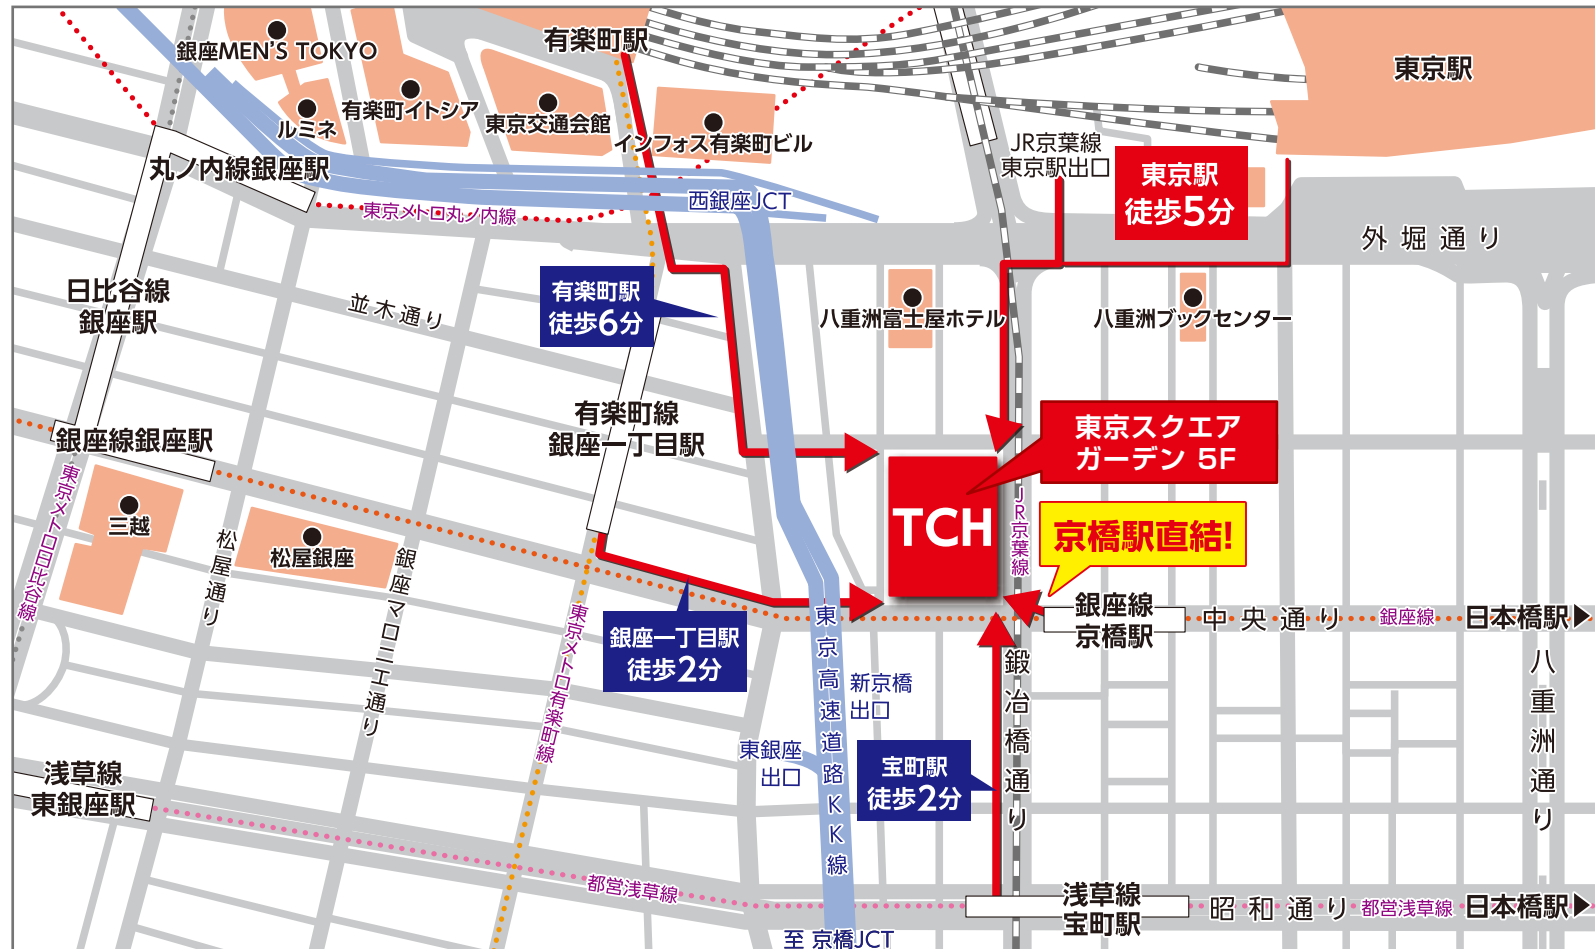 銀座MEN'S TOKYO
有楽町駅
東京駅
ルミネ
有楽町イトシア
東京交通会館
インフォス有楽町ビル
JR京葉線
東京駅出口
東京駅
徒歩5分
丸ノ内線銀座駅
東京メトロ丸ノ内線
西銀座JCT
外堀通り
日比谷線
銀座駅
並木通り
有楽町駅
徒歩6分
八重洲富士屋ホテル
八重洲ブックセンター
有楽町線
銀座一丁目駅
東京スクエア
ガーデン 5F
銀座線銀座駅
東京メトロ日比谷線
三越
松屋通り
松屋銀座
銀座マロニエ通り
TCH
JR京葉線
京橋駅直結!
東京メトロ有楽町線
銀座一丁目駅
徒歩2分
東京高速道路KK線
新京橋
出口
銀座線
京橋駅
中央通り
銀座線
日本橋駅▶
鍛冶橋通り
八重洲通り
東銀座
出口
宝町駅
徒歩2分
浅草線
東銀座駅
都営浅草線
浅草線
宝町駅
昭和通り
都営浅草線
日本橋駅▶
至 京橋JCT